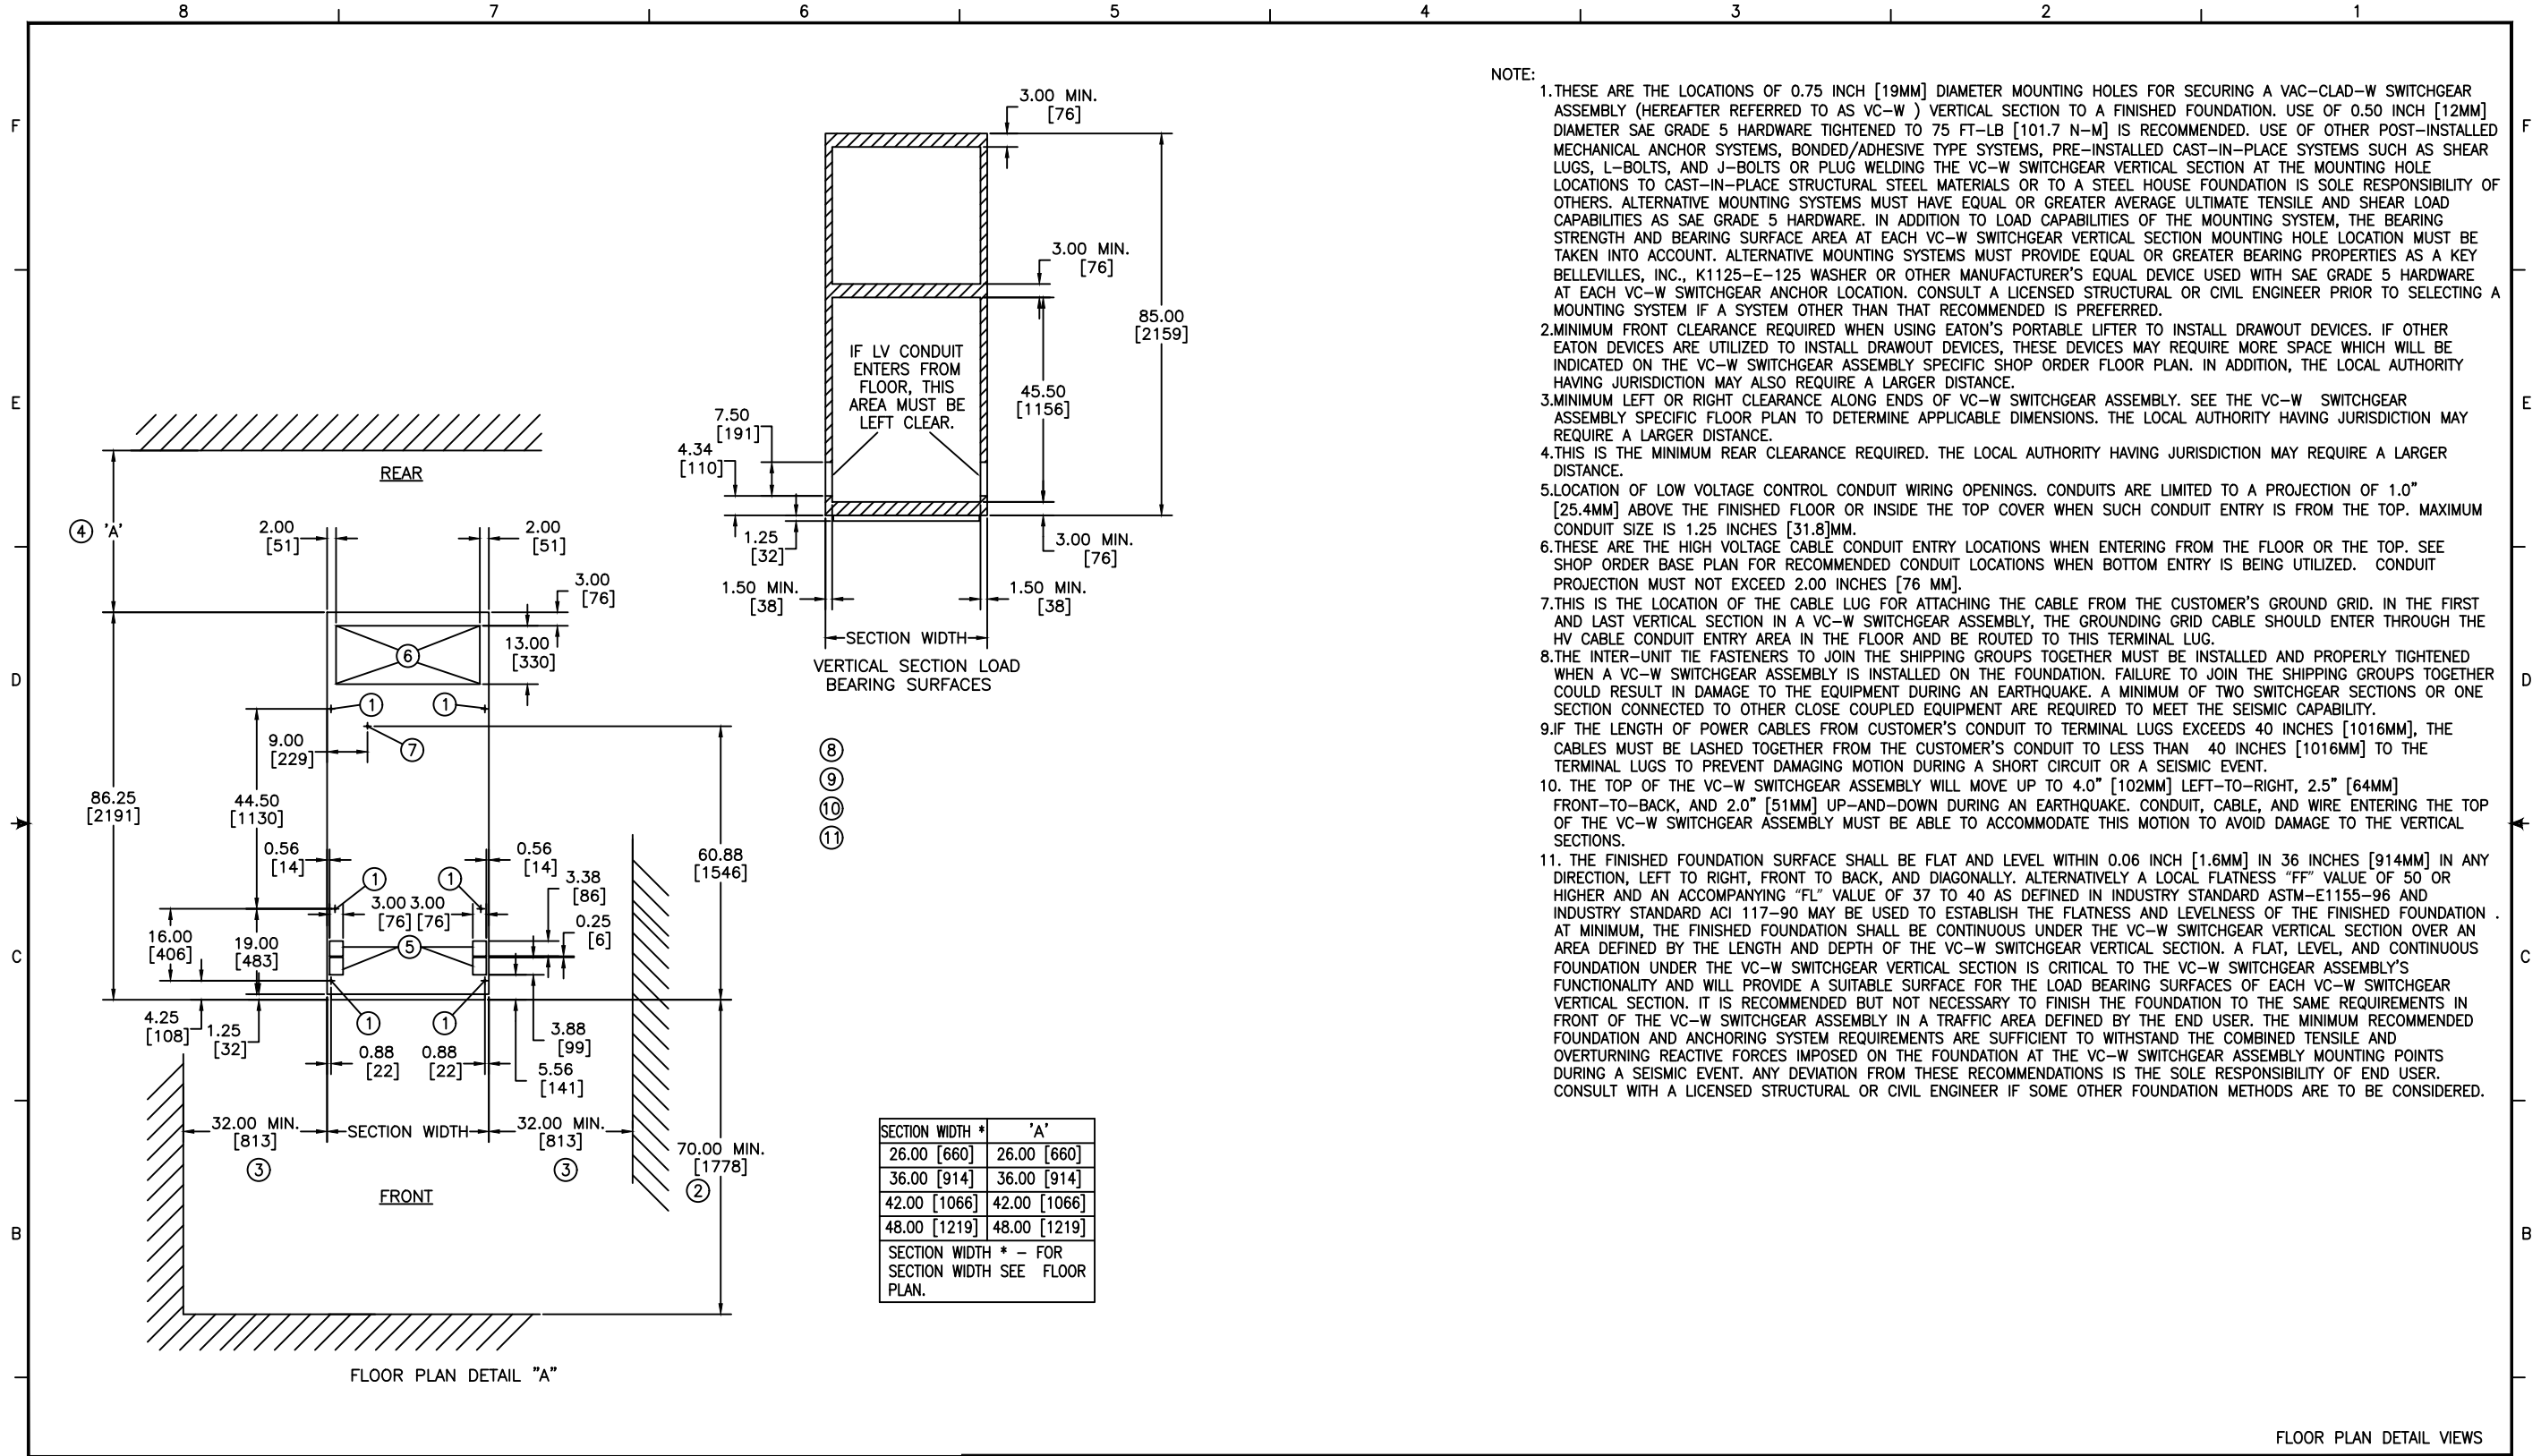 8 7 6 5 4 3 2 1
F
E
D
C
B
F
E
D
C
B
3.00 MIN.
[76]
3.00 MIN.
[76]
85.00
[2159]
IF LV CONDUIT
ENTERS FROM
FLOOR, THIS
AREA MUST BE
LEFT CLEAR.
45.50
[1156]
7.50
[191]
4.34
[110]
1.25
[32]
3.00 MIN.
[76]
1.50 MIN.
[38]
1.50 MIN.
[38]
SECTION WIDTH
VERTICAL SECTION LOAD
BEARING SURFACES
REAR
4 'A'
2.00
[51]
2.00
[51]
3.00
[76]
13.00
[330]
6
1 1
9.00
[229]
7
8
9
10
11
86.25
[2191]
44.50
[1130]
0.56
[14]
0.56
[14]
60.88
[1546]
1 1
3.38
[86]
3.00 3.00
[76] [76]
0.25
[6]
16.00
[406]
19.00
[483]
5
4.25
[108]
1.25
[32]
1 1
3.88
[99]
0.88
[22]
0.88
[22]
5.56
[141]
32.00 MIN.
[813]
3
SECTION WIDTH
32.00 MIN.
[813]
3
70.00 MIN.
[1778]
2
FRONT
FLOOR PLAN DETAIL "A"
SECTION WIDTH * 'A'
26.00 [660] 26.00 [660]
36.00 [914] 36.00 [914]
42.00 [1066] 42.00 [1066]
48.00 [1219] 48.00 [1219]
SECTION WIDTH * – FOR
SECTION WIDTH SEE FLOOR
PLAN.
NOTE:
1.THESE ARE THE LOCATIONS OF 0.75 INCH [19MM] DIAMETER MOUNTING HOLES FOR SECURING A VAC–CLAD–W SWITCHGEAR
ASSEMBLY (HEREAFTER REFERRED TO AS VC–W ) VERTICAL SECTION TO A FINISHED FOUNDATION. USE OF 0.50 INCH [12MM]
DIAMETER SAE GRADE 5 HARDWARE TIGHTENED TO 75 FT–LB [101.7 N–M] IS RECOMMENDED. USE OF OTHER POST–INSTALLED
MECHANICAL ANCHOR SYSTEMS, BONDED/ADHESIVE TYPE SYSTEMS, PRE–INSTALLED CAST–IN–PLACE SYSTEMS SUCH AS SHEAR
LUGS, L–BOLTS, AND J–BOLTS OR PLUG WELDING THE VC–W SWITCHGEAR VERTICAL SECTION AT THE MOUNTING HOLE
LOCATIONS TO CAST–IN–PLACE STRUCTURAL STEEL MATERIALS OR TO A STEEL HOUSE FOUNDATION IS SOLE RESPONSIBILITY OF
OTHERS. ALTERNATIVE MOUNTING SYSTEMS MUST HAVE EQUAL OR GREATER AVERAGE ULTIMATE TENSILE AND SHEAR LOAD
CAPABILITIES AS SAE GRADE 5 HARDWARE. IN ADDITION TO LOAD CAPABILITIES OF THE MOUNTING SYSTEM, THE BEARING
STRENGTH AND BEARING SURFACE AREA AT EACH VC–W SWITCHGEAR VERTICAL SECTION MOUNTING HOLE LOCATION MUST BE
TAKEN INTO ACCOUNT. ALTERNATIVE MOUNTING SYSTEMS MUST PROVIDE EQUAL OR GREATER BEARING PROPERTIES AS A KEY
BELLEVILLES, INC., K1125–E–125 WASHER OR OTHER MANUFACTURER'S EQUAL DEVICE USED WITH SAE GRADE 5 HARDWARE
AT EACH VC–W SWITCHGEAR ANCHOR LOCATION. CONSULT A LICENSED STRUCTURAL OR CIVIL ENGINEER PRIOR TO SELECTING A
MOUNTING SYSTEM IF A SYSTEM OTHER THAN THAT RECOMMENDED IS PREFERRED.
2.MINIMUM FRONT CLEARANCE REQUIRED WHEN USING EATON'S PORTABLE LIFTER TO INSTALL DRAWOUT DEVICES. IF OTHER
EATON DEVICES ARE UTILIZED TO INSTALL DRAWOUT DEVICES, THESE DEVICES MAY REQUIRE MORE SPACE WHICH WILL BE
INDICATED ON THE VC–W SWITCHGEAR ASSEMBLY SPECIFIC SHOP ORDER FLOOR PLAN. IN ADDITION, THE LOCAL AUTHORITY
HAVING JURISDICTION MAY ALSO REQUIRE A LARGER DISTANCE.
3.MINIMUM LEFT OR RIGHT CLEARANCE ALONG ENDS OF VC–W SWITCHGEAR ASSEMBLY. SEE THE VC–W SWITCHGEAR
ASSEMBLY SPECIFIC FLOOR PLAN TO DETERMINE APPLICABLE DIMENSIONS. THE LOCAL AUTHORITY HAVING JURISDICTION MAY
REQUIRE A LARGER DISTANCE.
4.THIS IS THE MINIMUM REAR CLEARANCE REQUIRED. THE LOCAL AUTHORITY HAVING JURISDICTION MAY REQUIRE A LARGER
DISTANCE.
5.LOCATION OF LOW VOLTAGE CONTROL CONDUIT WIRING OPENINGS. CONDUITS ARE LIMITED TO A PROJECTION OF 1.0"
[25.4MM] ABOVE THE FINISHED FLOOR OR INSIDE THE TOP COVER WHEN SUCH CONDUIT ENTRY IS FROM THE TOP. MAXIMUM
CONDUIT SIZE IS 1.25 INCHES [31.8]MM.
6.THESE ARE THE HIGH VOLTAGE CABLE CONDUIT ENTRY LOCATIONS WHEN ENTERING FROM THE FLOOR OR THE TOP. SEE
SHOP ORDER BASE PLAN FOR RECOMMENDED CONDUIT LOCATIONS WHEN BOTTOM ENTRY IS BEING UTILIZED. CONDUIT
PROJECTION MUST NOT EXCEED 2.00 INCHES [76 MM].
7.THIS IS THE LOCATION OF THE CABLE LUG FOR ATTACHING THE CABLE FROM THE CUSTOMER'S GROUND GRID. IN THE FIRST
AND LAST VERTICAL SECTION IN A VC–W SWITCHGEAR ASSEMBLY, THE GROUNDING GRID CABLE SHOULD ENTER THROUGH THE
HV CABLE CONDUIT ENTRY AREA IN THE FLOOR AND BE ROUTED TO THIS TERMINAL LUG.
8.THE INTER–UNIT TIE FASTENERS TO JOIN THE SHIPPING GROUPS TOGETHER MUST BE INSTALLED AND PROPERLY TIGHTENED
WHEN A VC–W SWITCHGEAR ASSEMBLY IS INSTALLED ON THE FOUNDATION. FAILURE TO JOIN THE SHIPPING GROUPS TOGETHER
COULD RESULT IN DAMAGE TO THE EQUIPMENT DURING AN EARTHQUAKE. A MINIMUM OF TWO SWITCHGEAR SECTIONS OR ONE
SECTION CONNECTED TO OTHER CLOSE COUPLED EQUIPMENT ARE REQUIRED TO MEET THE SEISMIC CAPABILITY.
9.IF THE LENGTH OF POWER CABLES FROM CUSTOMER'S CONDUIT TO TERMINAL LUGS EXCEEDS 40 INCHES [1016MM], THE
CABLES MUST BE LASHED TOGETHER FROM THE CUSTOMER'S CONDUIT TO LESS THAN 40 INCHES [1016MM] TO THE
TERMINAL LUGS TO PREVENT DAMAGING MOTION DURING A SHORT CIRCUIT OR A SEISMIC EVENT.
10. THE TOP OF THE VC–W SWITCHGEAR ASSEMBLY WILL MOVE UP TO 4.0" [102MM] LEFT–TO–RIGHT, 2.5" [64MM]
FRONT–TO–BACK, AND 2.0" [51MM] UP–AND–DOWN DURING AN EARTHQUAKE. CONDUIT, CABLE, AND WIRE ENTERING THE TOP
OF THE VC–W SWITCHGEAR ASSEMBLY MUST BE ABLE TO ACCOMMODATE THIS MOTION TO AVOID DAMAGE TO THE VERTICAL
SECTIONS.
11. THE FINISHED FOUNDATION SURFACE SHALL BE FLAT AND LEVEL WITHIN 0.06 INCH [1.6MM] IN 36 INCHES [914MM] IN ANY
DIRECTION, LEFT TO RIGHT, FRONT TO BACK, AND DIAGONALLY. ALTERNATIVELY A LOCAL FLATNESS "FF" VALUE OF 50 OR
HIGHER AND AN ACCOMPANYING "FL" VALUE OF 37 TO 40 AS DEFINED IN INDUSTRY STANDARD ASTM–E1155–96 AND
INDUSTRY STANDARD ACI 117–90 MAY BE USED TO ESTABLISH THE FLATNESS AND LEVELNESS OF THE FINISHED FOUNDATION .
AT MINIMUM, THE FINISHED FOUNDATION SHALL BE CONTINUOUS UNDER THE VC–W SWITCHGEAR VERTICAL SECTION OVER AN
AREA DEFINED BY THE LENGTH AND DEPTH OF THE VC–W SWITCHGEAR VERTICAL SECTION. A FLAT, LEVEL, AND CONTINUOUS
FOUNDATION UNDER THE VC–W SWITCHGEAR VERTICAL SECTION IS CRITICAL TO THE VC–W SWITCHGEAR ASSEMBLY'S
FUNCTIONALITY AND WILL PROVIDE A SUITABLE SURFACE FOR THE LOAD BEARING SURFACES OF EACH VC–W SWITCHGEAR
VERTICAL SECTION. IT IS RECOMMENDED BUT NOT NECESSARY TO FINISH THE FOUNDATION TO THE SAME REQUIREMENTS IN
FRONT OF THE VC–W SWITCHGEAR ASSEMBLY IN A TRAFFIC AREA DEFINED BY THE END USER. THE MINIMUM RECOMMENDED
FOUNDATION AND ANCHORING SYSTEM REQUIREMENTS ARE SUFFICIENT TO WITHSTAND THE COMBINED TENSILE AND
OVERTURNING REACTIVE FORCES IMPOSED ON THE FOUNDATION AT THE VC–W SWITCHGEAR ASSEMBLY MOUNTING POINTS
DURING A SEISMIC EVENT. ANY DEVIATION FROM THESE RECOMMENDATIONS IS THE SOLE RESPONSIBILITY OF END USER.
CONSULT WITH A LICENSED STRUCTURAL OR CIVIL ENGINEER IF SOME OTHER FOUNDATION METHODS ARE TO BE CONSIDERED.
FLOOR PLAN DETAIL VIEWS